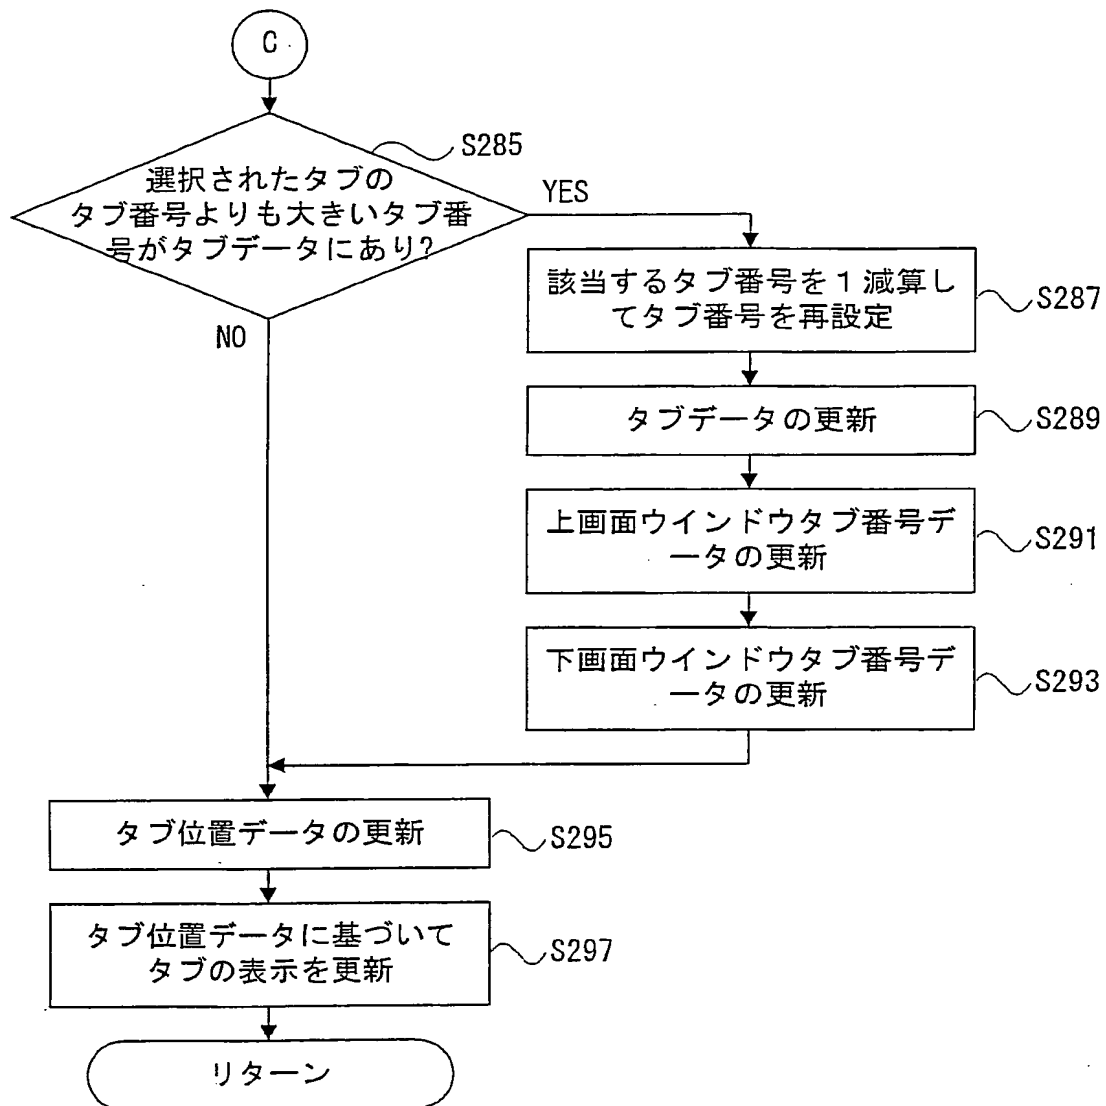 C
S285
選択されたタブの
タブ番号よりも大きいタブ番
号がタブデータにあり?
YES
NO
該当するタブ番号を1減算し
てタブ番号を再設定
S287
タブデータの更新
S289
上画面ウインドウタブ番号デ
ータの更新
S291
下画面ウインドウタブ番号デ
ータの更新
S293
タブ位置データの更新
S295
タブ位置データに基づいて
タブの表示を更新
S297
リターン